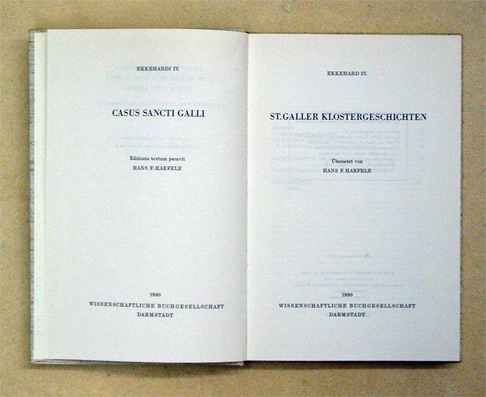 EKKEHARDI IV.
CASUS SANCTI GALLI
Editionis textum paravit
HANS F. HAEFELE
1980
WISSENSCHAFTLICHE BUCHGESELLSCHAFT
DARMSTADT
EKKEHARD IV.
ST. GALLER KLOSTERGESCHICHTEN
Übersetzt von
HANS F. HAEFELE
1980
WISSENSCHAFTLICHE BUCHGESELLSCHAFT
DARMSTADT